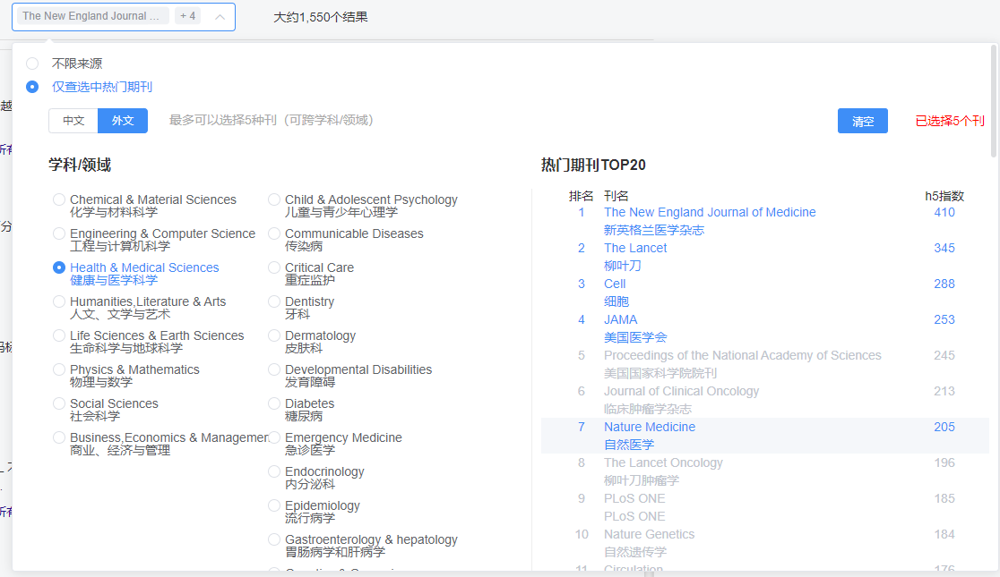 The New England Journal ... + 4 大约1,550个结果
不限来源
仅查选中热门期刊
中文 外文 最多可以选择5种刊（可跨学科/领域） 清空 已选择5个刊
学科/领域
Chemical & Material Sciences
化学与材料科学
Engineering & Computer Science
工程与计算机科学
Health & Medical Sciences
健康与医学科学
Humanities,Literature & Arts
人文、文学与艺术
Life Sciences & Earth Sciences
生命科学与地球科学
Physics & Mathematics
物理与数学
Social Sciences
社会科学
Business,Economics & Managemen
商业、经济与管理
Child & Adolescent Psychology
儿童与青少年心理学
Communicable Diseases
传染病
Critical Care
重症监护
Dentistry
牙科
Dermatology
皮肤科
Developmental Disabilities
发育障碍
Diabetes
糖尿病
Emergency Medicine
急诊医学
Endocrinology
内分泌科
Epidemiology
流行病学
Gastroenterology & hepatology
胃肠病学和肝病学
热门期刊TOP20
排名 刊名 h5指数
1 The New England Journal of Medicine 410
新英格兰医学杂志
2 The Lancet 345
柳叶刀
3 Cell 288
细胞
4 JAMA 253
美国医学会
5 Proceedings of the National Academy of Sciences 245
美国国家科学院院刊
6 Journal of Clinical Oncology 213
临床肿瘤学杂志
7 Nature Medicine 205
自然医学
8 The Lancet Oncology 196
柳叶刀肿瘤学
9 PLoS ONE 185
PLoS ONE
10 Nature Genetics 184
自然遗传学
11 Circulation 176